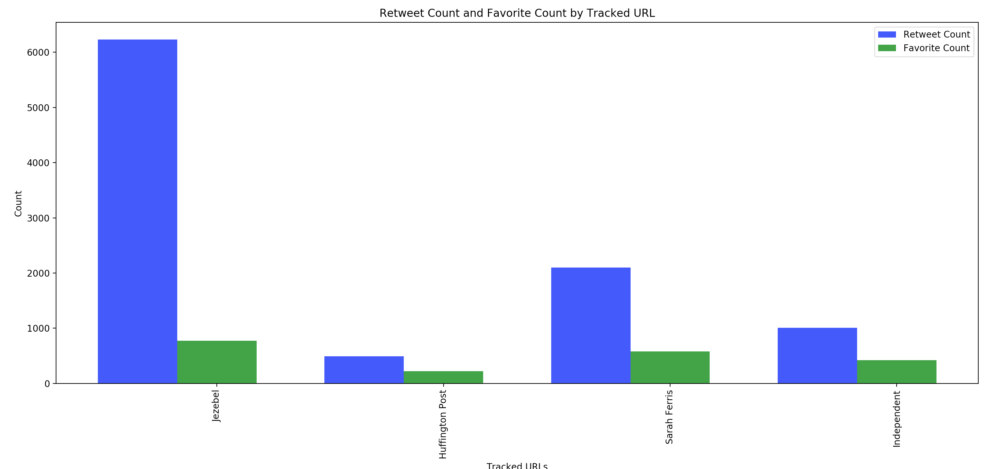 Retweet Count and Favorite Count by Tracked URL
Retweet Count
Favorite Count
6000
5000
4000
3000
2000
1000
0
Count
Jezebel
Huffington Post
Sarah Ferris
Independent
Tracked URLs